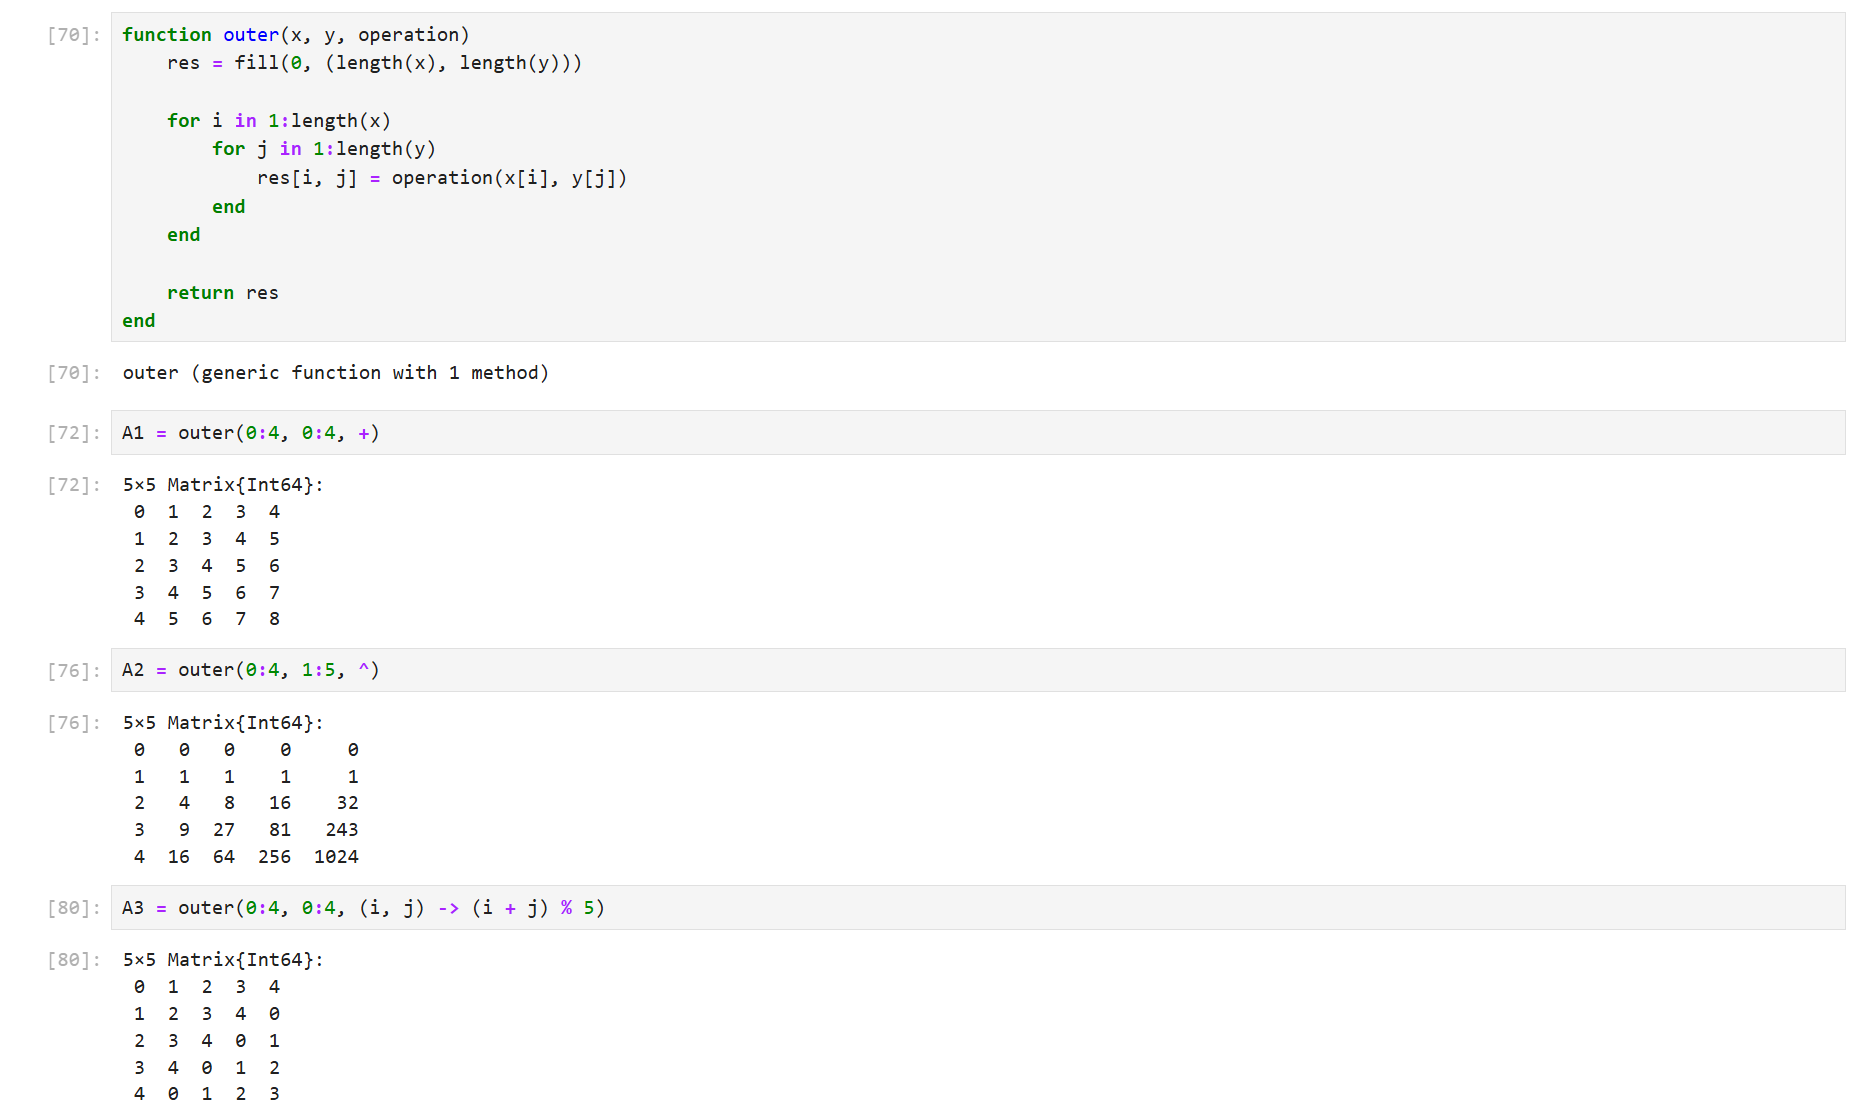 [70]: function outer(x, y, operation)
    res = fill(0, (length(x), length(y)))
    for i in 1:length(x)
        for j in 1:length(y)
            res[i, j] = operation(x[i], y[j])
        end
    end
    return res
end
[70]: outer (generic function with 1 method)
[72]: A1 = outer(0:4, 0:4, +)
[72]: 5×5 Matrix{Int64}:
 0  1  2  3  4
 1  2  3  4  5
 2  3  4  5  6
 3  4  5  6  7
 4  5  6  7  8
[76]: A2 = outer(0:4, 1:5, ^)
[76]: 5×5 Matrix{Int64}:
 0   0   0    0     0
 1   1   1    1     1
 2   4   8   16    32
 3   9  27   81   243
 4  16  64  256  1024
[80]: A3 = outer(0:4, 0:4, (i, j) -> (i + j) % 5)
[80]: 5×5 Matrix{Int64}:
 0  1  2  3  4
 1  2  3  4  0
 2  3  4  0  1
 3  4  0  1  2
 4  0  1  2  3